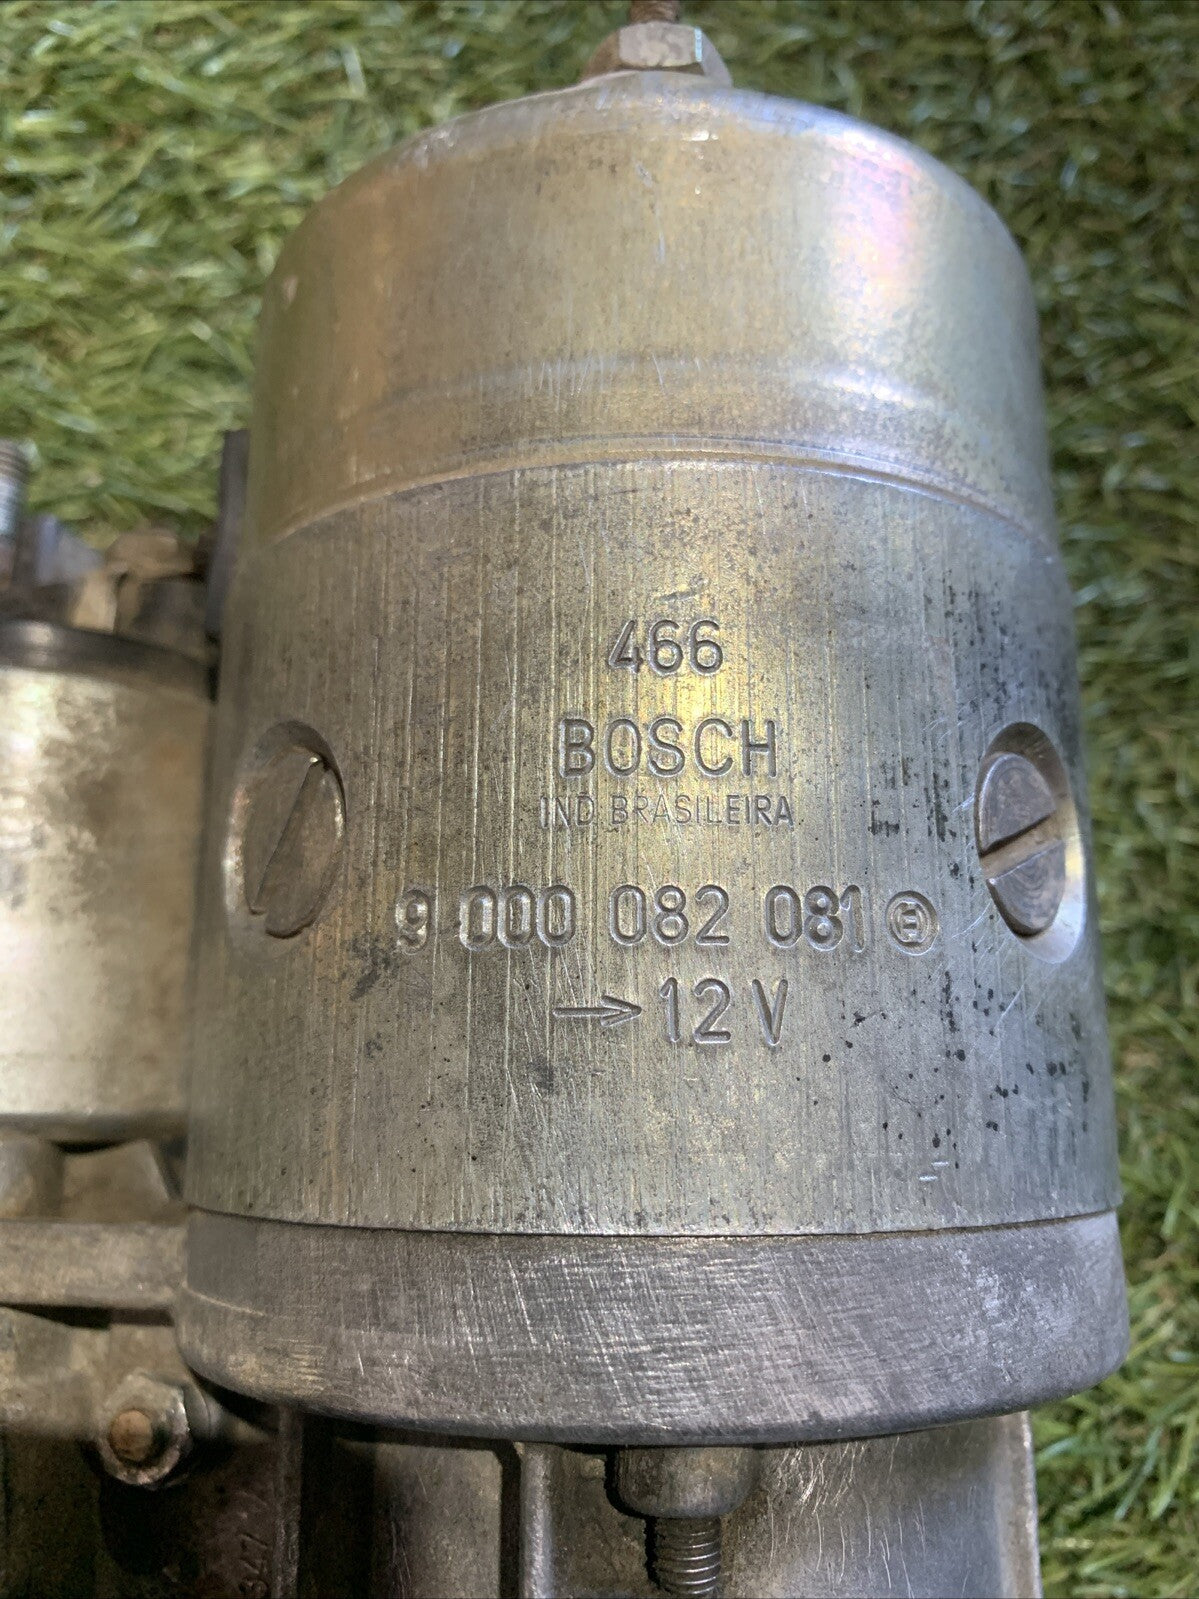 466
BOSCH
IND BRASILEIRA
9 000 082 081
→ 12 V